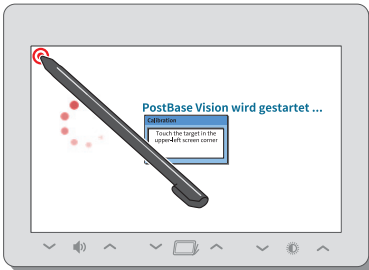 PostBase Vision wird gestartet ...
Calibration
Touch the target in the
upper-left screen corner